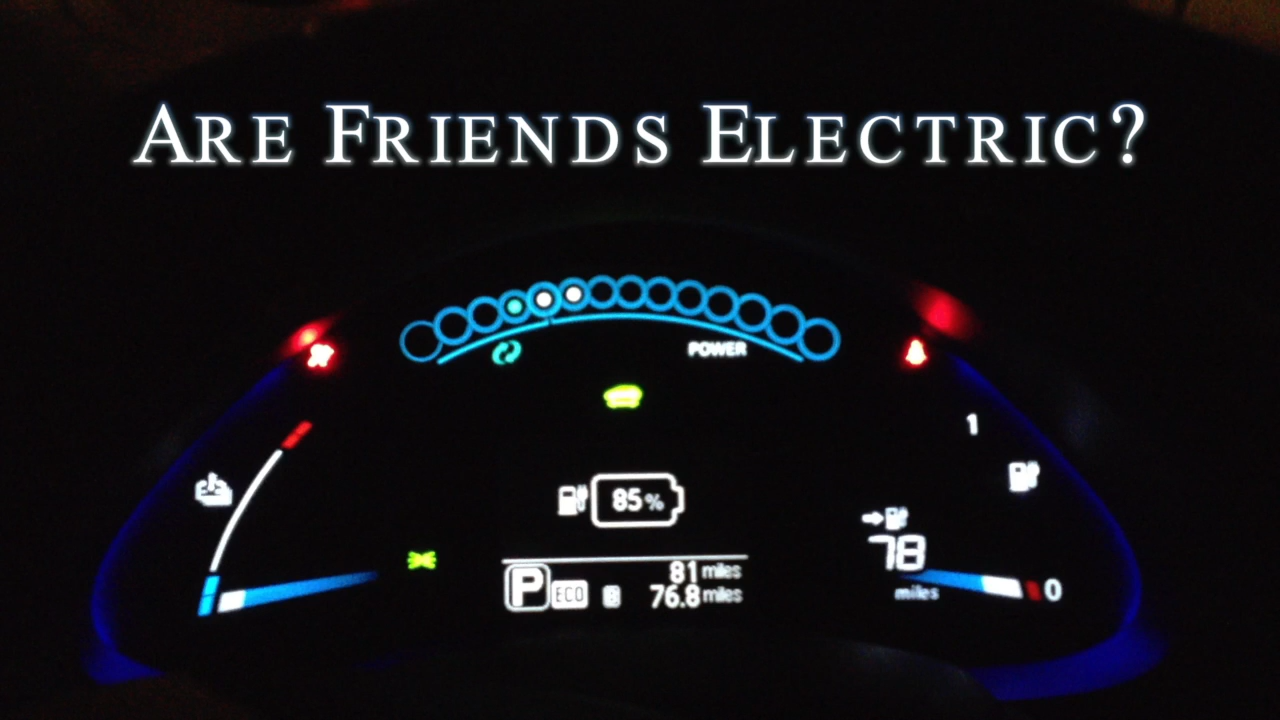 ARE FRIENDS ELECTRIC?
POWER
1
85%
78
81 miles
P ECO 76.8 miles
miles
0